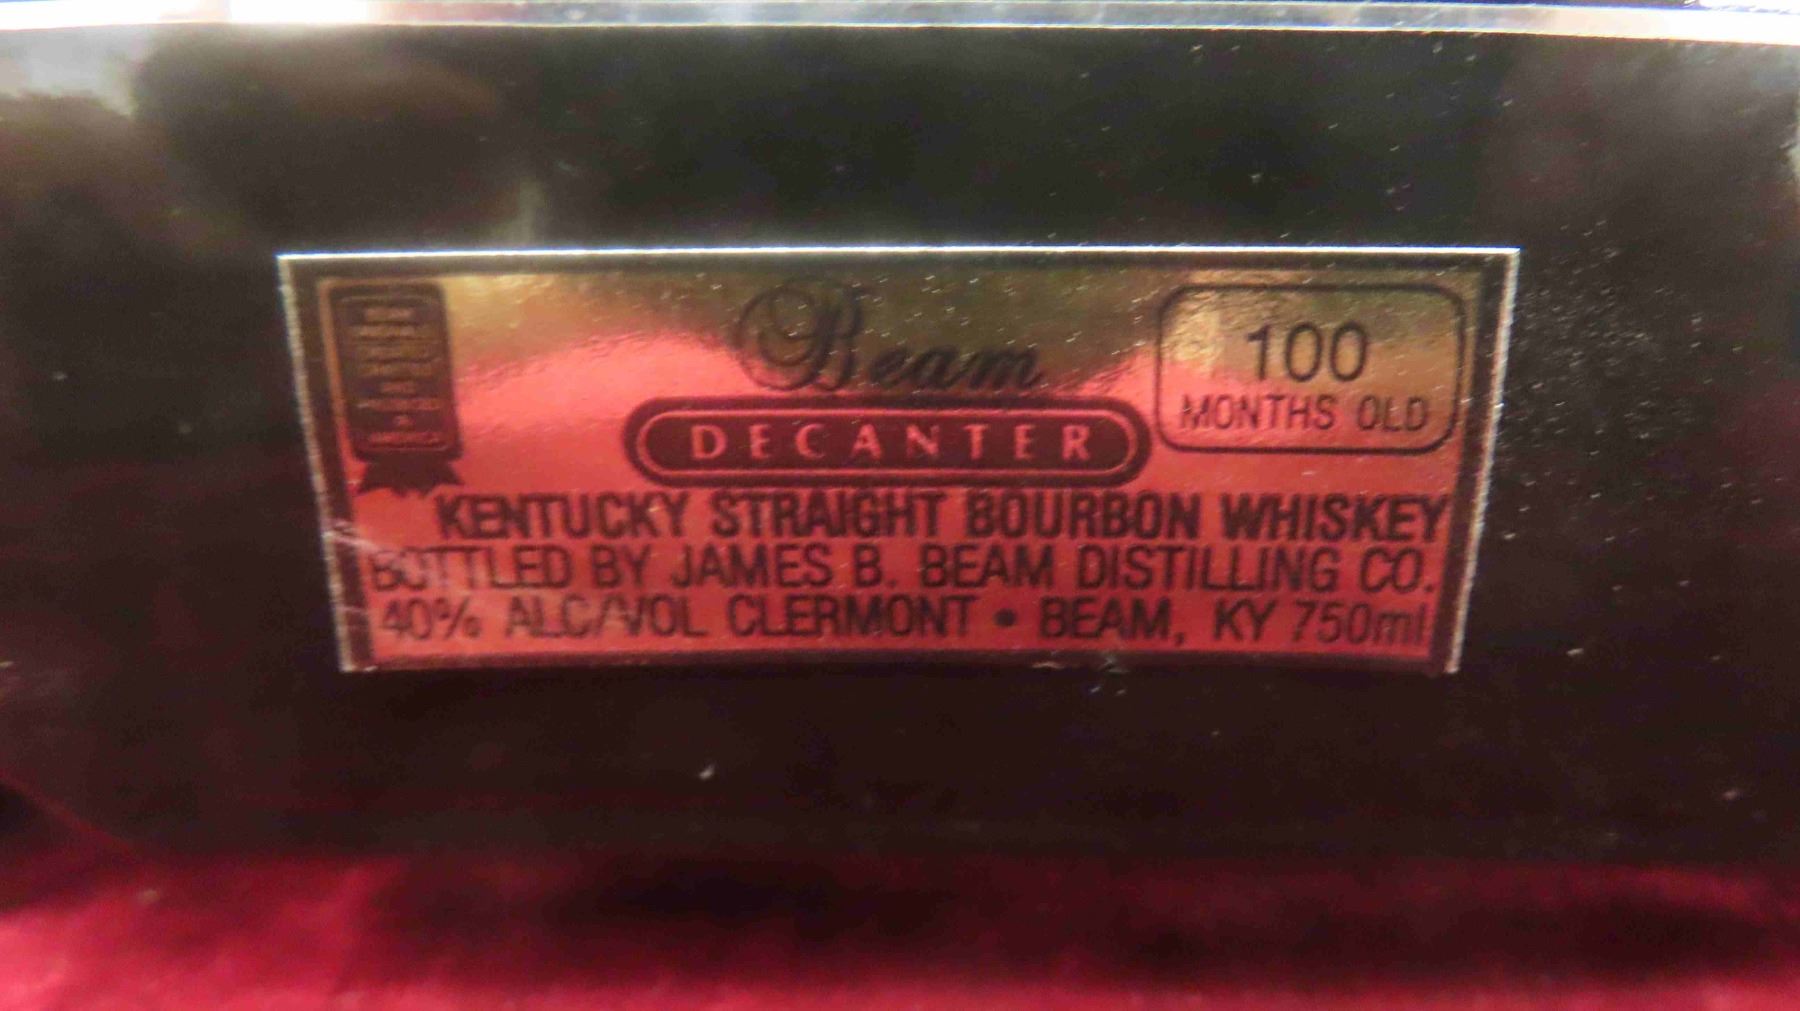 Beam
100
MONTHS OLD
DECANTER
KENTUCKY STRAIGHT BOURBON WHISKEY
BOTTLED BY JAMES B. BEAM DISTILLING CO.
40% ALC/VOL CLERMONT • BEAM, KY 750ml